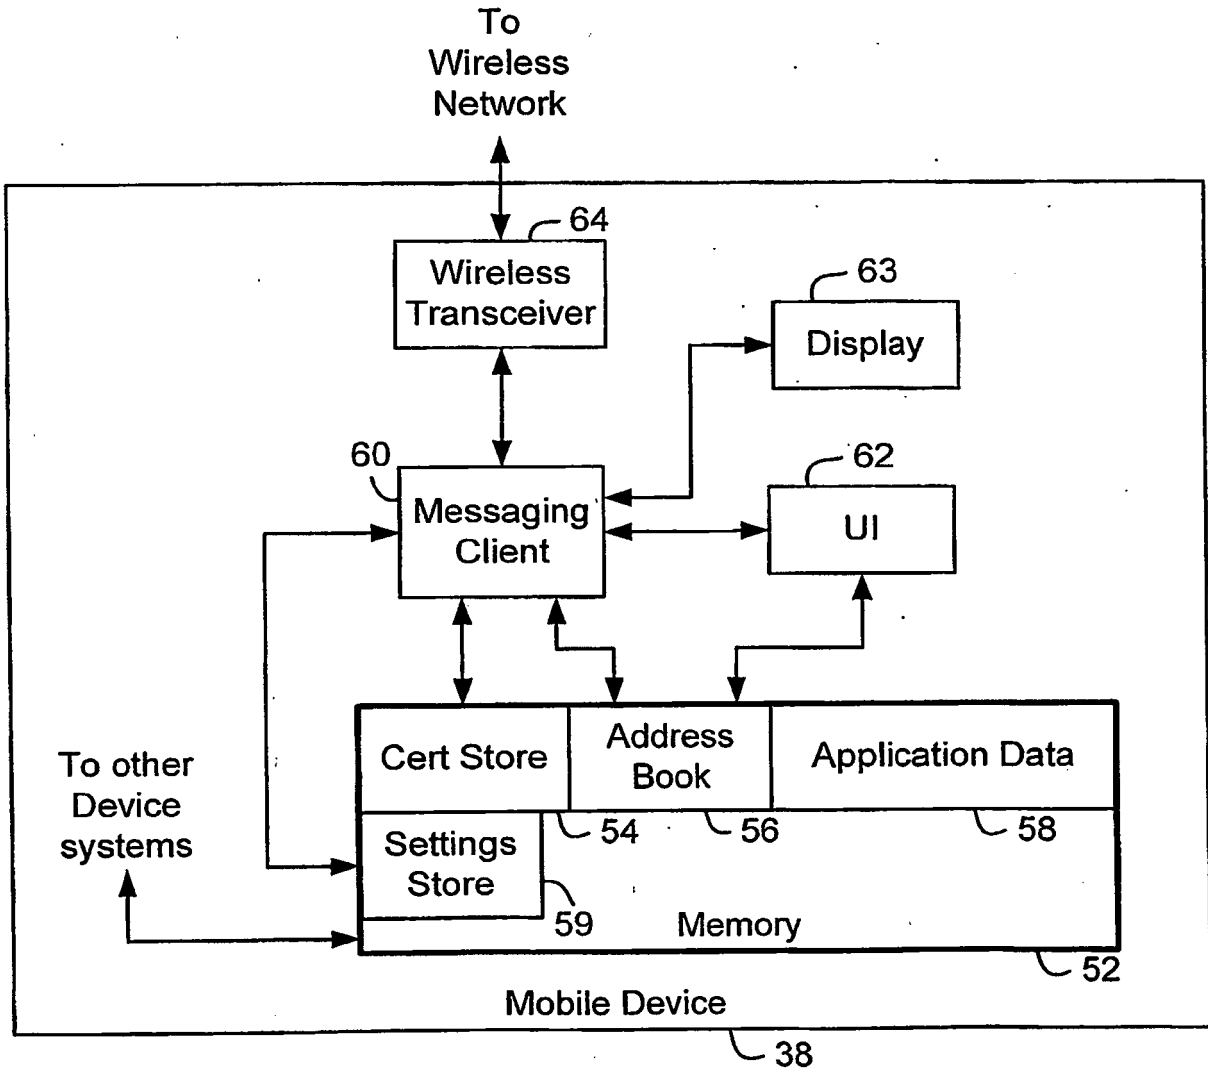 To
Wireless
Network
64
Wireless
Transceiver
63
Display
60
Messaging
Client
62
UI
Cert Store
Address
Book
Application Data
To other
Device
systems
54
56
58
Settings
Store
59
Memory
52
Mobile Device
38